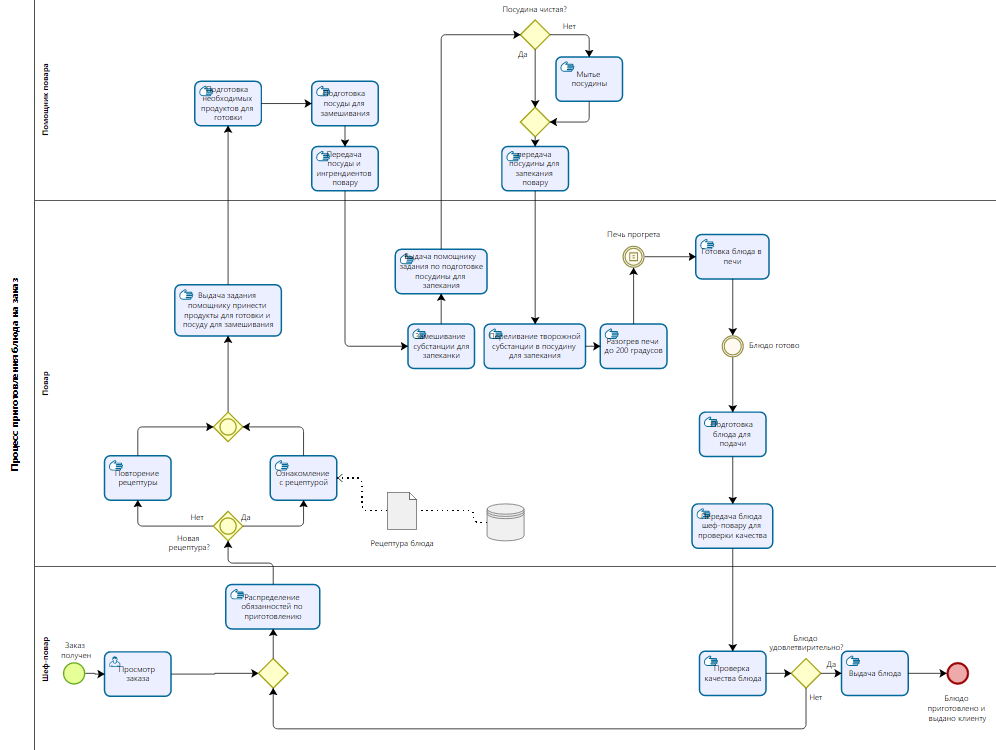 Процесс приготовления блюда на заказ
Помощник повара
Посудина чистая?
Нет
Да
Мытье
посудины
Подготовка
необходимых
продуктов для
готовки
Подготовка
посуды для
замешивания
Передача
посуды и
ингрендиентов
повару
передача
посудины для
запекания
повару
Повар
Печь прогрета
Готовка блюда в
печи
Выдача помощнику
задания по подготовке
посудины для
запекания
Выдача задания
помощнику принести
продукты для готовки и
посуду для замешивания
Замешивание
субстанции для
запеканки
Переливание творожной
субстанции в посудину
для запекания
Разогрев печи
до 200 градусов
Блюдо готово
Подготовка
блюда для
подачи
Повторение
рецептуры
Ознакомление
с рецептурой
Нет
Да
Новая
рецептура?
Рецептура блюда
Передача блюда
шеф-повару для
проверки качества
Шеф-повар
Распределение
обязанностей по
приготовлению
Заказ
получен
Просмотр
заказа
Проверка
качества блюда
Блюдо
удовлетвирительно?
Да
Нет
Выдача блюда
Блюдо
приготовлено и
выдано клиенту